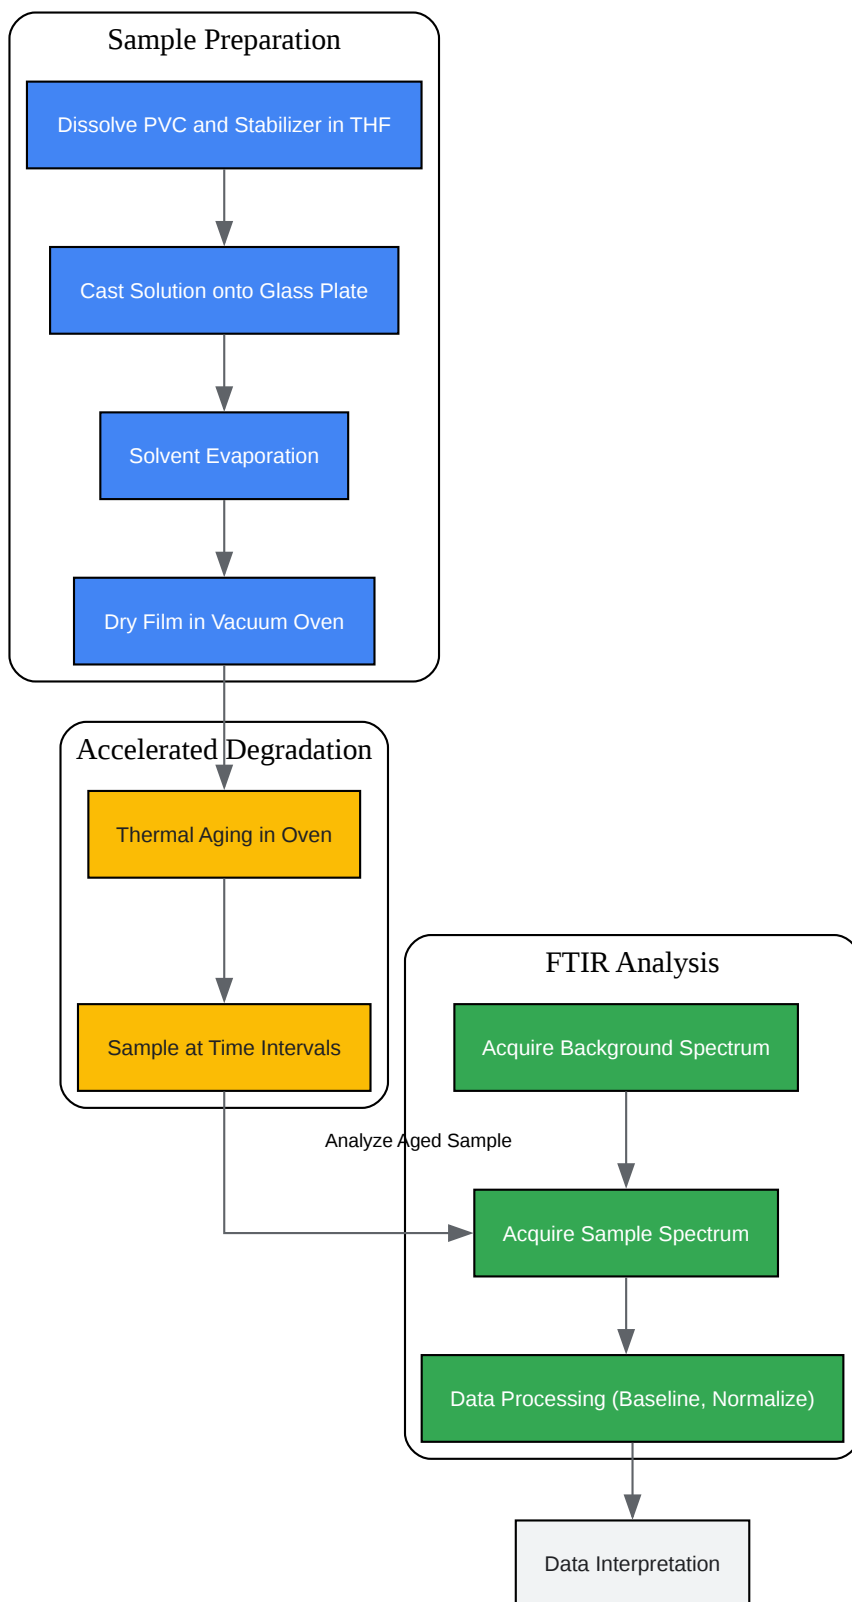 Sample Preparation
Dissolve PVC and Stabilizer in THF
Cast Solution onto Glass Plate
Solvent Evaporation
Dry Film in Vacuum Oven
Accelerated Degradation
Thermal Aging in Oven
Sample at Time Intervals
FTIR Analysis
Acquire Background Spectrum
Analyze Aged Sample
Acquire Sample Spectrum
Data Processing (Baseline, Normalize)
Data Interpretation